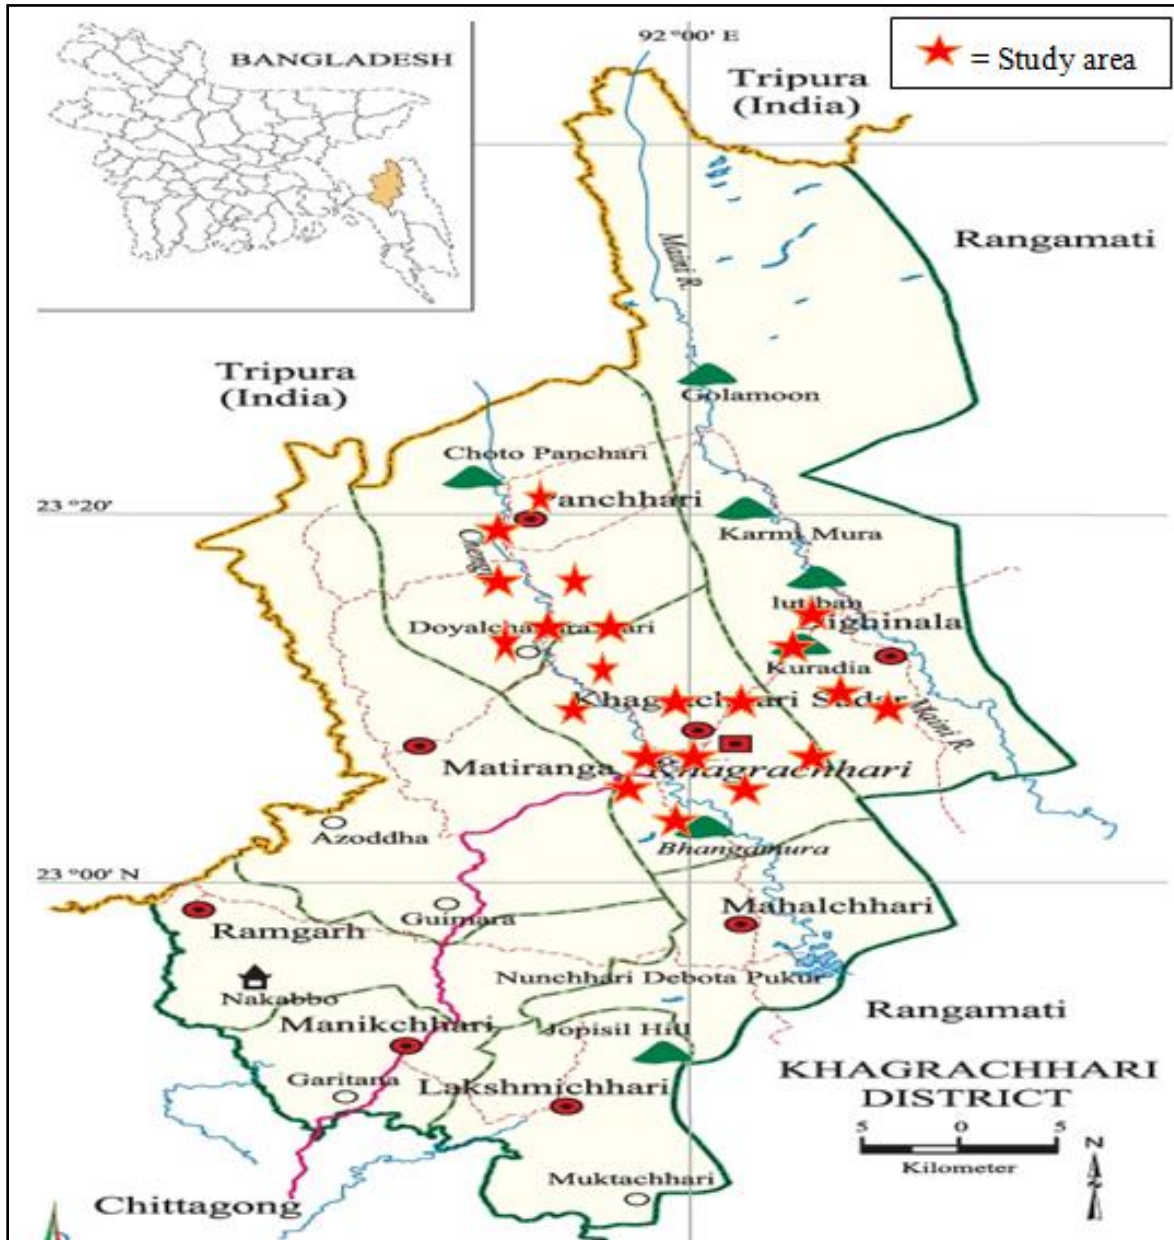 92 °00' E
= Study area
BANGLADESH
Tripura
(India)
Rangamati
Maini R.
Tripura
(India)
Golamoon
Choto Panchari
23 °20'
Panchhari
Karmi Mura
Dighinala
Kuradia
Khagrachhari Sadar
Maini R.
Matiranga
Khagrachhari
Azoddha
Bhangamura
23 °00' N
Guimara
Mahalchhari
Ramgarh
Nunchhari Debota Pukur
Nakabbo
Rangamati
Manikchhari
Jopisil Hill
KHAGRACHHARI
DISTRICT
Garitana
Lakshmichhari
5 0 5
Kilometer
N
Muktachhari
Chittagong